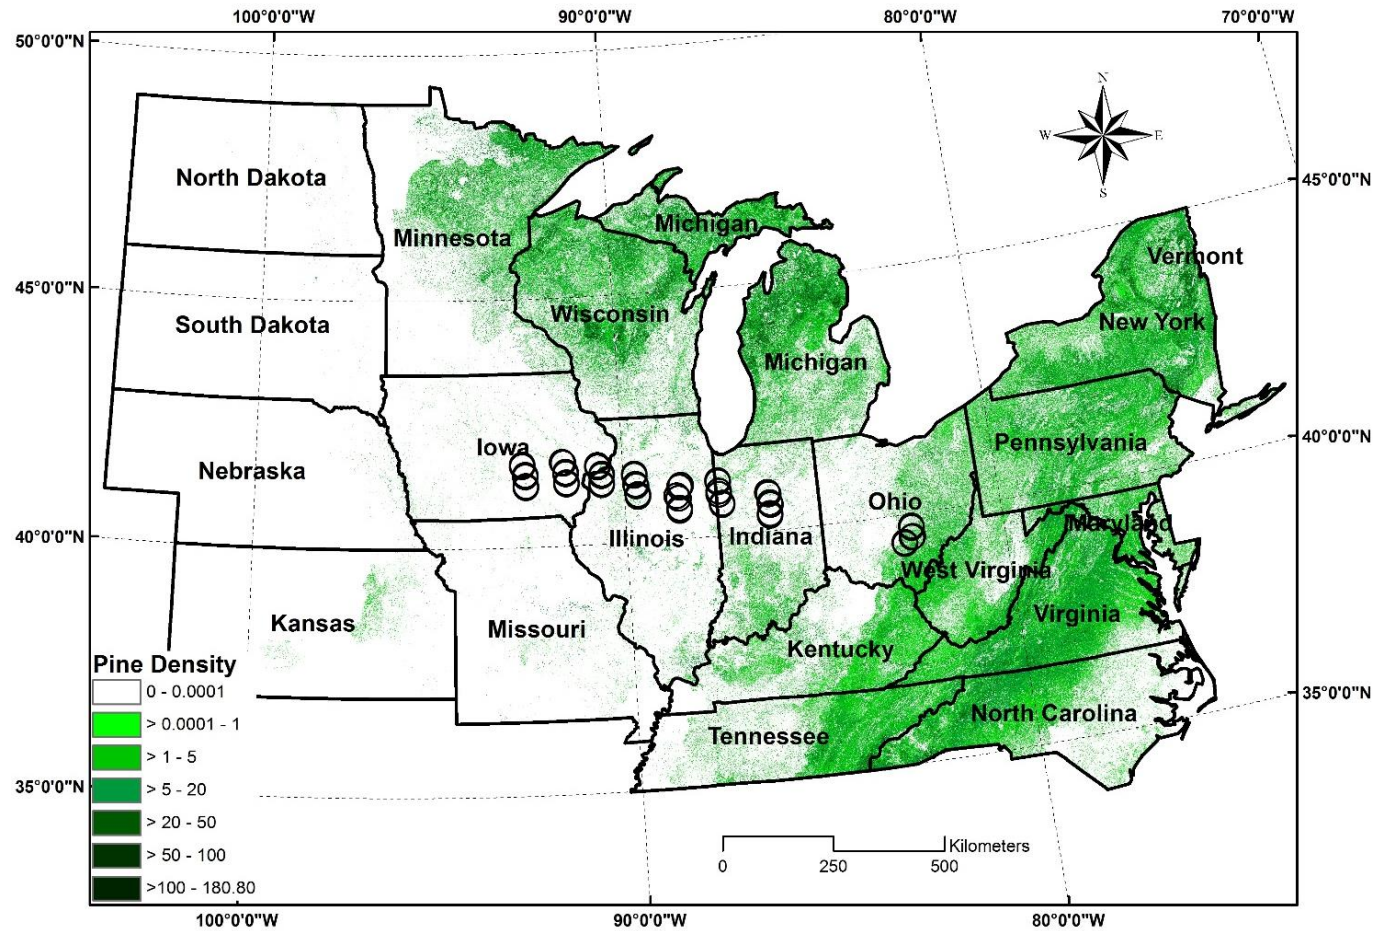 100°0'0"W
90°0'0"W
80°0'0"W
70°0'0"W
50°0'0"N
N
W
E
S
45°0'0"N
North Dakota
Michigan
Minnesota
Vermont
45°0'0"N
South Dakota
Wisconsin
New York
Michigan
40°0'0"N
Pennsylvania
Iowa
Nebraska
Ohio
Maryland
40°0'0"N
Illinois
Indiana
West Virginia
Virginia
Kansas
Missouri
Kentucky
Pine Density
0 - 0.0001
35°0'0"N
> 0.0001 - 1
North Carolina
Tennessee
> 1 - 5
35°0'0"N
> 5 - 20
> 20 - 50
Kilometers
0
250
500
> 50 - 100
>100 - 180.80
100°0'0"W
90°0'0"W
80°0'0"W